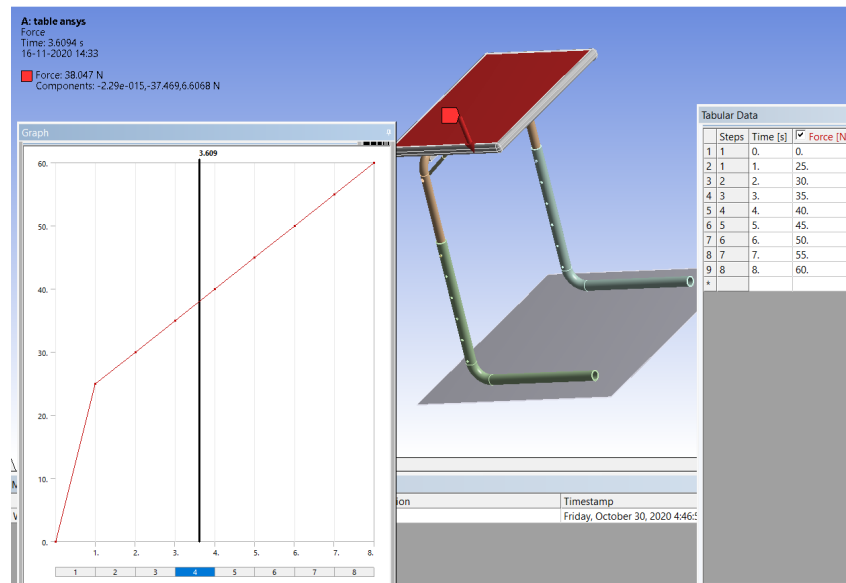 A: table ansys
Force
Time: 3.6094 s
16-11-2020 14:33
Force: 38.047 N
Components: -2.29e-015,-37.469,6.6068 N
Graph
3.609
60.
50.
40.
30.
20.
10.
0.
1. 2. 3. 4. 5. 6. 7. 8.
1 2 3 4 5 6 7 8
Tabular Data
Steps Time [s] Force [N
1 1 0. 0.
2 1 1. 25.
3 2 2. 30.
4 3 3. 35.
5 4 4. 40.
6 5 5. 45.
7 6 6. 50.
8 7 7. 55.
9 8 8. 60.
*
ion Timestamp
Friday, October 30, 2020 4:46:5